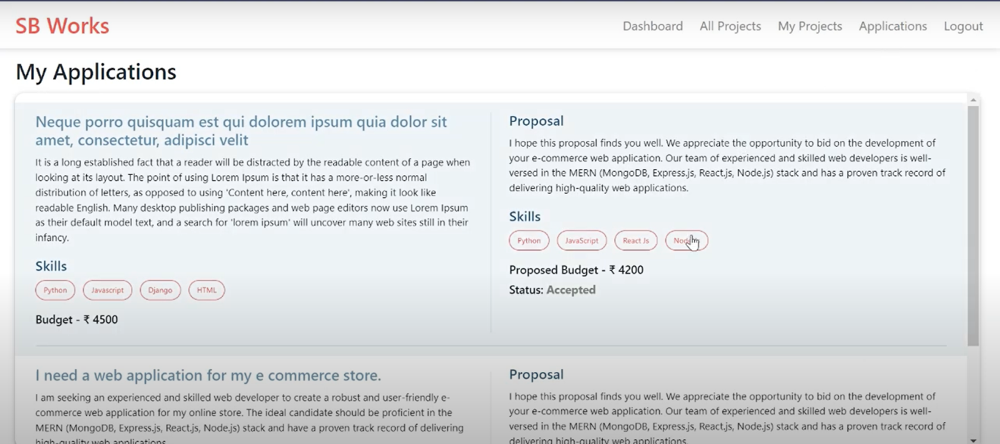 SB Works
Dashboard All Projects My Projects Applications Logout
My Applications
Neque porro quisquam est qui dolorem ipsum quia dolor sit
amet, consectetur, adipisci velit
It is a long established fact that a reader will be distracted by the readable content of a page when
looking at its layout. The point of using Lorem Ipsum is that it has a more-or-less normal
distribution of letters, as opposed to using 'Content here, content here', making it look like
readable English. Many desktop publishing packages and web page editors now use Lorem Ipsum
as their default model text, and a search for 'lorem ipsum' will uncover many web sites still in their
infancy.
Skills
Python Javascript Django HTML
Budget - ₹ 4500
Proposal
I hope this proposal finds you well. We appreciate the opportunity to bid on the development of
your e-commerce web application. Our team of experienced and skilled web developers is well-
versed in the MERN (MongoDB, Express.js, React.js, Node.js) stack and has a proven track record of
delivering high-quality web applications.
Skills
Python JavaScript React Js
Proposed Budget - ₹ 4200
Status: Accepted
I need a web application for my e commerce store.
I am seeking an experienced and skilled web developer to create a robust and user-friendly e-
commerce web application for my online store. The ideal candidate should be proficient in the
MERN (MongoDB, Express.js, React.js, Node.js) stack and have a proven track record of delivering
high-quality web applications.
Proposal
I hope this proposal finds you well. We appreciate the opportunity to bid on the development of
your e-commerce web application. Our team of experienced and skilled web developers is well-
versed in the MERN (MongoDB, Express.js, React.js, Node.js) stack and has a proven track record of
delivering high-quality web applications.